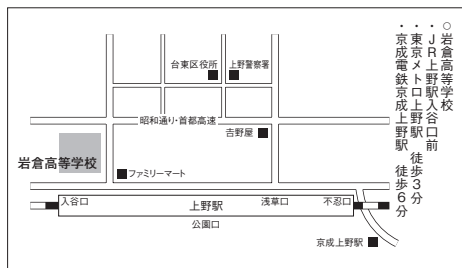 ○岩倉高等学校
・ＪＲ上野駅入谷口前
・東京メトロ上野駅　徒歩３分
・京成電鉄京成上野駅　徒歩６分
台東区役所
上野警察署
昭和通り・首都高速
吉野屋
岩倉高等学校
ファミリーマート
入谷口
上野駅
浅草口
不忍口
公園口
京成上野駅